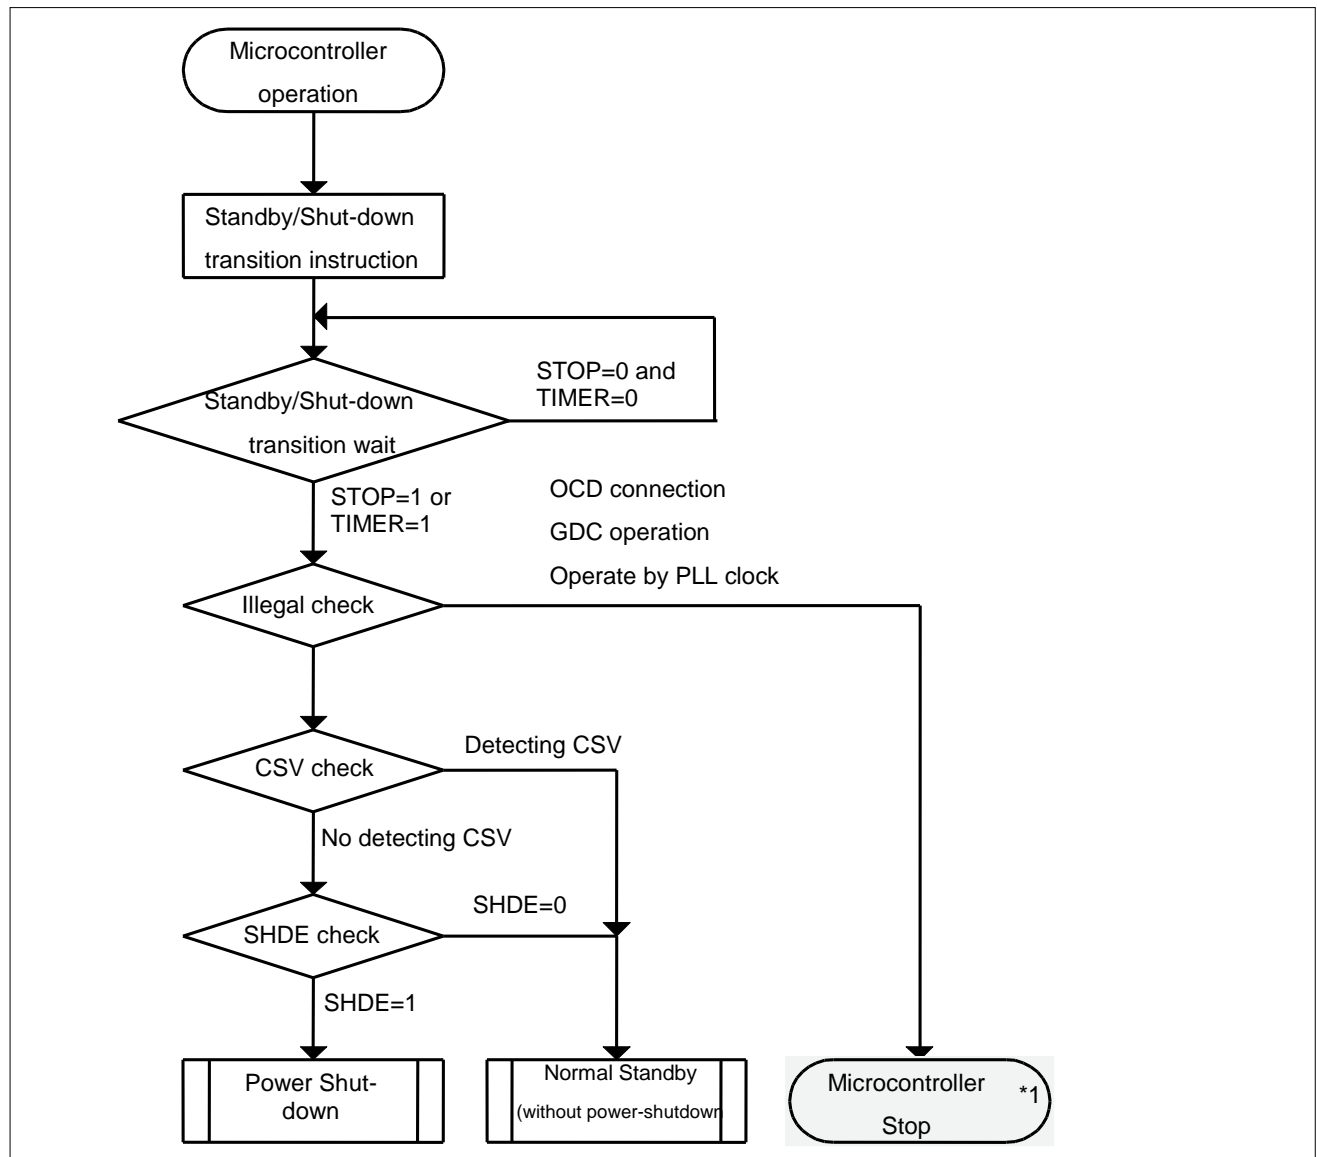 Microcontroller
operation
Standby/Shut-down
transition instruction
STOP=0 and
TIMER=0
Standby/Shut-down
transition wait
STOP=1 or
TIMER=1
OCD connection
GDC operation
Operate by PLL clock
Illegal check
Detecting CSV
CSV check
No detecting CSV
SHDE=0
SHDE check
SHDE=1
Power Shut-
down
Normal Standby
(without power-shutdown
Microcontroller
Stop
*1